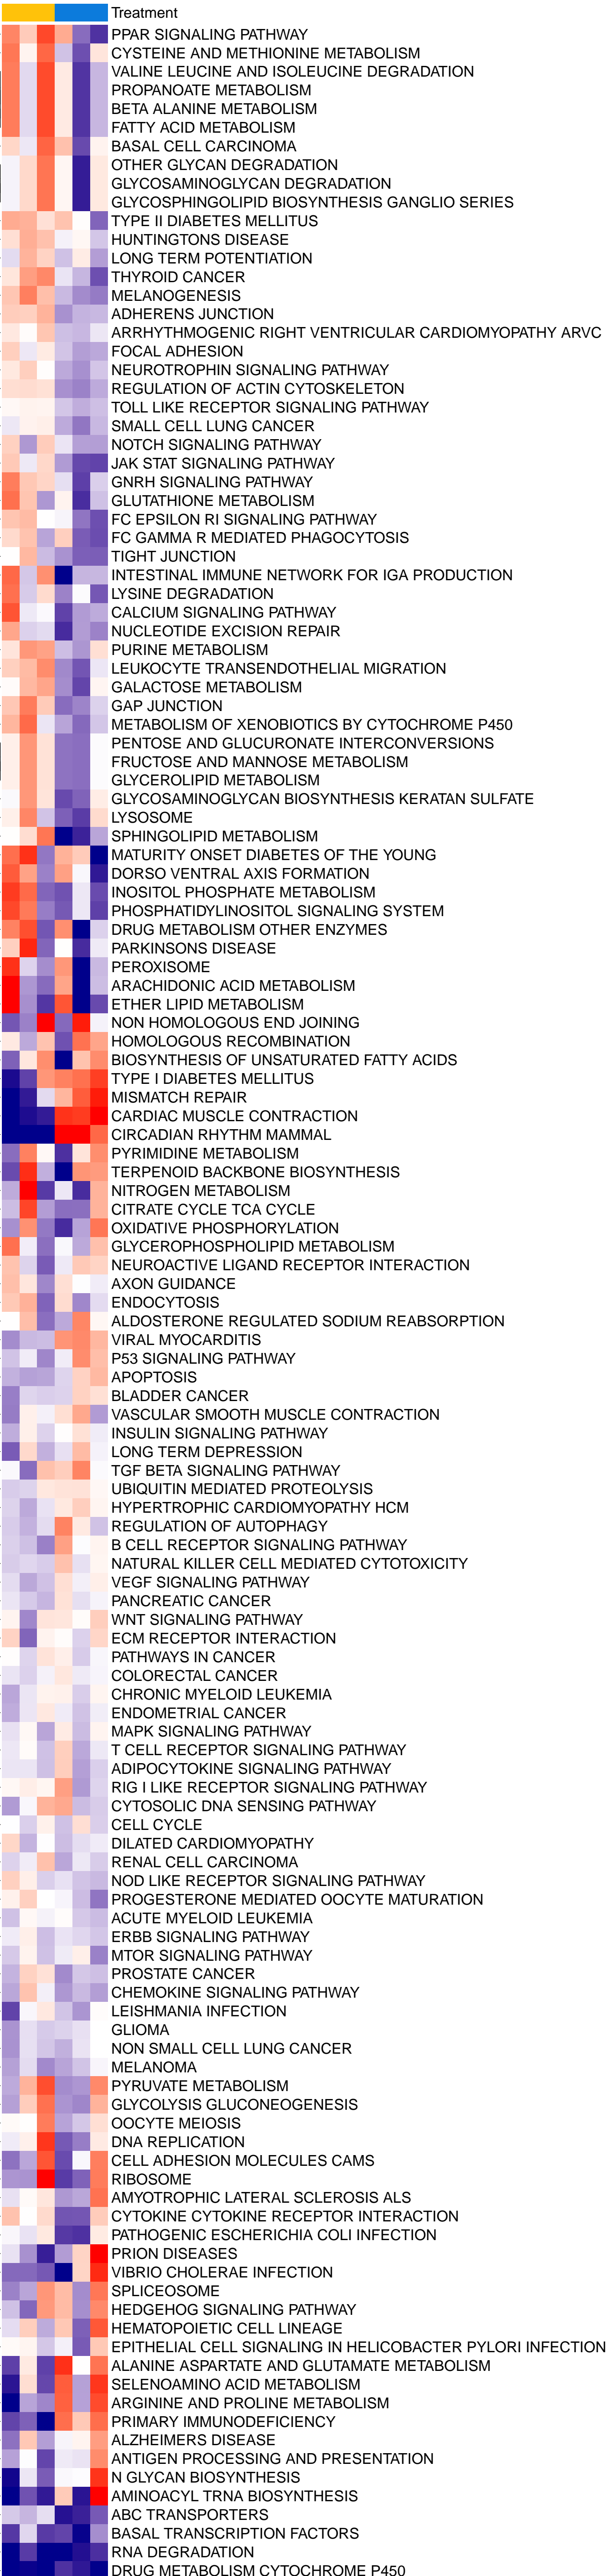 Treatment
PPAR SIGNALING PATHWAY
CYSTEINE AND METHIONINE METABOLISM
VALINE LEUCINE AND ISOLEUCINE DEGRADATION
PROPANOATE METABOLISM
BETA ALANINE METABOLISM
FATTY ACID METABOLISM
BASAL CELL CARCINOMA
OTHER GLYCAN DEGRADATION
GLYCOSAMINOGLYCAN DEGRADATION
GLYCOSPHINGOLIPID BIOSYNTHESIS GANGLIO SERIES
TYPE II DIABETES MELLITUS
HUNTINGTONS DISEASE
LONG TERM POTENTIATION
THYROID CANCER
MELANOGENESIS
ADHERENS JUNCTION
ARRHYTHMOGENIC RIGHT VENTRICULAR CARDIOMYOPATHY ARVC
FOCAL ADHESION
NEUROTROPHIN SIGNALING PATHWAY
REGULATION OF ACTIN CYTOSKELETON
TOLL LIKE RECEPTOR SIGNALING PATHWAY
SMALL CELL LUNG CANCER
NOTCH SIGNALING PATHWAY
JAK STAT SIGNALING PATHWAY
GNRH SIGNALING PATHWAY
GLUTATHIONE METABOLISM
FC EPSILON RI SIGNALING PATHWAY
FC GAMMA R MEDIATED PHAGOCYTOSIS
TIGHT JUNCTION
INTESTINAL IMMUNE NETWORK FOR IGA PRODUCTION
LYSINE DEGRADATION
CALCIUM SIGNALING PATHWAY
NUCLEOTIDE EXCISION REPAIR
PURINE METABOLISM
LEUKOCYTE TRANSENDOTHELIAL MIGRATION
GALACTOSE METABOLISM
GAP JUNCTION
METABOLISM OF XENOBIOTICS BY CYTOCHROME P450
PENTOSE AND GLUCURONATE INTERCONVERSIONS
FRUCTOSE AND MANNOSE METABOLISM
GLYCEROLIPID METABOLISM
GLYCOSAMINOGLYCAN BIOSYNTHESIS KERATAN SULFATE
LYSOSOME
SPHINGOLIPID METABOLISM
MATURITY ONSET DIABETES OF THE YOUNG
DORSO VENTRAL AXIS FORMATION
INOSITOL PHOSPHATE METABOLISM
PHOSPHATIDYLINOSITOL SIGNALING SYSTEM
DRUG METABOLISM OTHER ENZYMES
PARKINSONS DISEASE
PEROXISOME
ARACHIDONIC ACID METABOLISM
ETHER LIPID METABOLISM
NON HOMOLOGOUS END JOINING
HOMOLOGOUS RECOMBINATION
BIOSYNTHESIS OF UNSATURATED FATTY ACIDS
TYPE I DIABETES MELLITUS
MISMATCH REPAIR
CARDIAC MUSCLE CONTRACTION
CIRCADIAN RHYTHM MAMMAL
PYRIMIDINE METABOLISM
TERPENOID BACKBONE BIOSYNTHESIS
NITROGEN METABOLISM
CITRATE CYCLE TCA CYCLE
OXIDATIVE PHOSPHORYLATION
GLYCEROPHOSPHOLIPID METABOLISM
NEUROACTIVE LIGAND RECEPTOR INTERACTION
AXON GUIDANCE
ENDOCYTOSIS
ALDOSTERONE REGULATED SODIUM REABSORPTION
VIRAL MYOCARDITIS
P53 SIGNALING PATHWAY
APOPTOSIS
BLADDER CANCER
VASCULAR SMOOTH MUSCLE CONTRACTION
INSULIN SIGNALING PATHWAY
LONG TERM DEPRESSION
TGF BETA SIGNALING PATHWAY
UBIQUITIN MEDIATED PROTEOLYSIS
HYPERTROPHIC CARDIOMYOPATHY HCM
REGULATION OF AUTOPHAGY
B CELL RECEPTOR SIGNALING PATHWAY
NATURAL KILLER CELL MEDIATED CYTOTOXICITY
VEGF SIGNALING PATHWAY
PANCREATIC CANCER
WNT SIGNALING PATHWAY
ECM RECEPTOR INTERACTION
PATHWAYS IN CANCER
COLORECTAL CANCER
CHRONIC MYELOID LEUKEMIA
ENDOMETRIAL CANCER
MAPK SIGNALING PATHWAY
T CELL RECEPTOR SIGNALING PATHWAY
ADIPOCYTOKINE SIGNALING PATHWAY
RIG I LIKE RECEPTOR SIGNALING PATHWAY
CYTOSOLIC DNA SENSING PATHWAY
CELL CYCLE
DILATED CARDIOMYOPATHY
RENAL CELL CARCINOMA
NOD LIKE RECEPTOR SIGNALING PATHWAY
PROGESTERONE MEDIATED OOCYTE MATURATION
ACUTE MYELOID LEUKEMIA
ERBB SIGNALING PATHWAY
MTOR SIGNALING PATHWAY
PROSTATE CANCER
CHEMOKINE SIGNALING PATHWAY
LEISHMANIA INFECTION
GLIOMA
NON SMALL CELL LUNG CANCER
MELANOMA
PYRUVATE METABOLISM
GLYCOLYSIS GLUCONEOGENESIS
OOCYTE MEIOSIS
DNA REPLICATION
CELL ADHESION MOLECULES CAMS
RIBOSOME
AMYOTROPHIC LATERAL SCLEROSIS ALS
CYTOKINE CYTOKINE RECEPTOR INTERACTION
PATHOGENIC ESCHERICHIA COLI INFECTION
PRION DISEASES
VIBRIO CHOLERAE INFECTION
SPLICEOSOME
HEDGEHOG SIGNALING PATHWAY
HEMATOPOIETIC CELL LINEAGE
EPITHELIAL CELL SIGNALING IN HELICOBACTER PYLORI INFECTION
ALANINE ASPARTATE AND GLUTAMATE METABOLISM
SELENOAMINO ACID METABOLISM
ARGININE AND PROLINE METABOLISM
PRIMARY IMMUNODEFICIENCY
ALZHEIMERS DISEASE
ANTIGEN PROCESSING AND PRESENTATION
N GLYCAN BIOSYNTHESIS
AMINOACYL TRNA BIOSYNTHESIS
ABC TRANSPORTERS
BASAL TRANSCRIPTION FACTORS
RNA DEGRADATION
DRUG METABOLISM CYTOCHROME P450